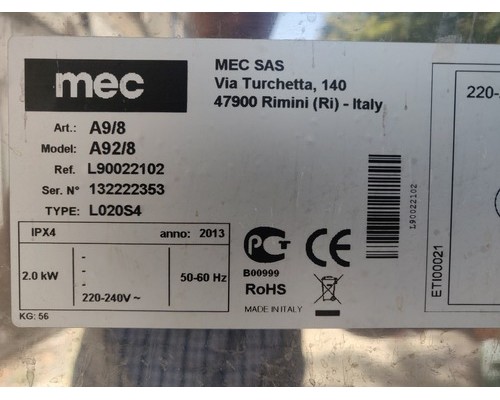 mec
MEC SAS
Via Turchetta, 140
47900 Rimini (Ri) - Italy
Art.: A9/8
Model: A92/8
Ref. L90022102
Ser. N° 132222353
TYPE: L020S4
IPX4 anno: 2013
2.0 kW
-
-
220-240V ~
50-60 Hz
KG: 56
PCT
B00999
RoHS
CE
MADE IN ITALY
L90022102
ETI00021
220-